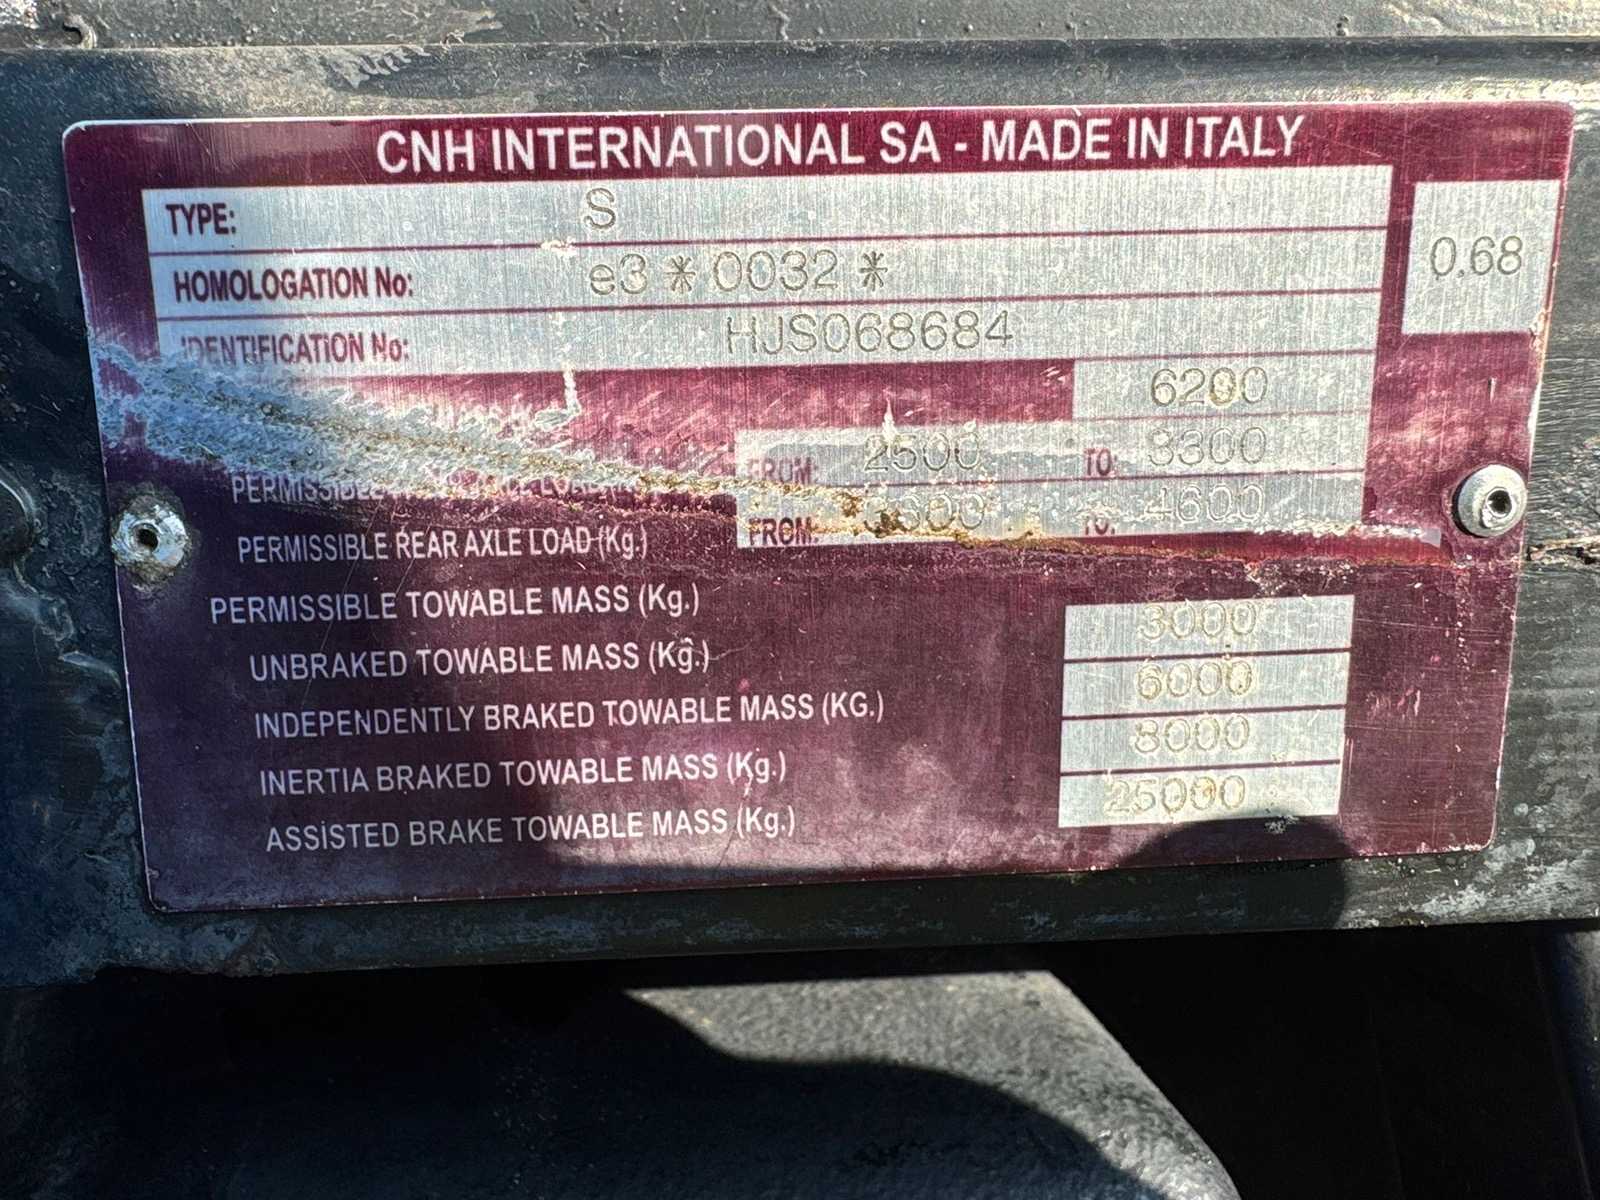 CNH INTERNATIONAL SA - MADE IN ITALY
TYPE: S
0.68
HOMOLOGATION No: e3 * 0032 *
IDENTIFICATION No: HJS068684
6200
PERMISSIBLE FROM: 2500 TO: 3300
PERMISSIBLE REAR AXLE LOAD (Kg.) FROM: TO: 4600
PERMISSIBLE TOWABLE MASS (Kg.)
UNBRAKED TOWABLE MASS (Kg.) 3000
INDEPENDENTLY BRAKED TOWABLE MASS (KG.) 6000
INERTIA BRAKED TOWABLE MASS (Kg.) 8000
ASSISTED BRAKE TOWABLE MASS (Kg.) 25000